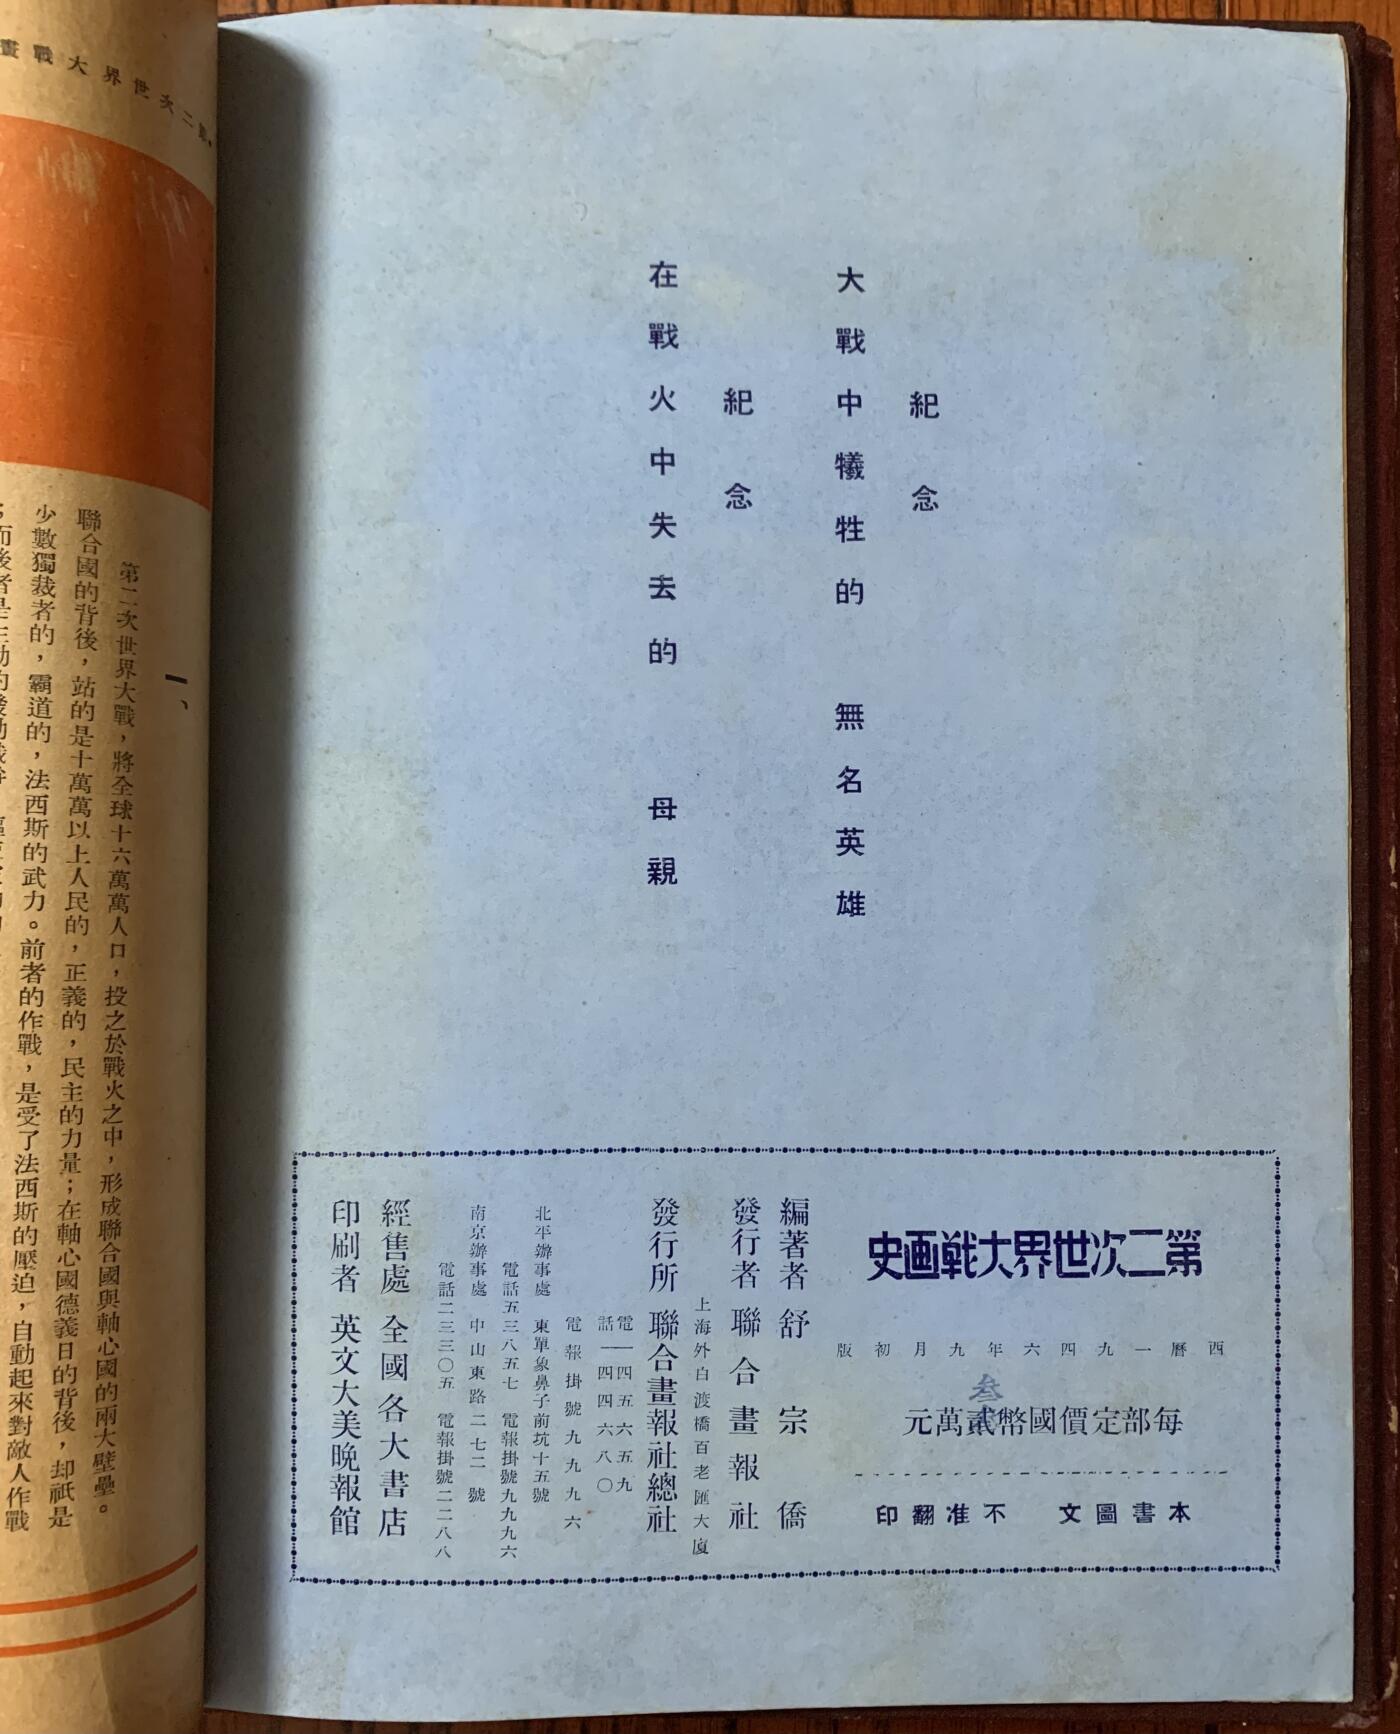 紀念
大戰中犧牲的 無名英雄
紀念
在戰火中失去的 母親
第二次世界大战画史
西曆一九四六年九月初版
叁
每部定價國幣貳萬元
本書圖文 不准翻印
編著者 舒宗僑
發行者 聯合畫報社
上海外白渡橋百老匯大廈
發行所 聯合畫報社總社
電話 一四五六五九
一四四六八〇
電報掛號九九九六
北平辦事處 東單象鼻子前坑十五號
電話五三八五七 電報掛號九九九六
南京辦事處 中山東路二七二號
電話二三三〇五 電報掛號二二八八
經售處 全國各大書店
印刷者 英文大美晚報館
第二次世界大戰畫
一、
第二次世界大戰，將全球十六萬萬人口，投之於戰火之中，形成聯合國與軸心國的兩大壁壘。
聯合國的背後，站的是十萬萬以上人民的，正義的，民主的力量；在軸心國德義日的背後，却祇是
少數獨裁者的，霸道的，法西斯的武力。前者的作戰，是受了法西斯的壓迫，自動起來對敵人作戰